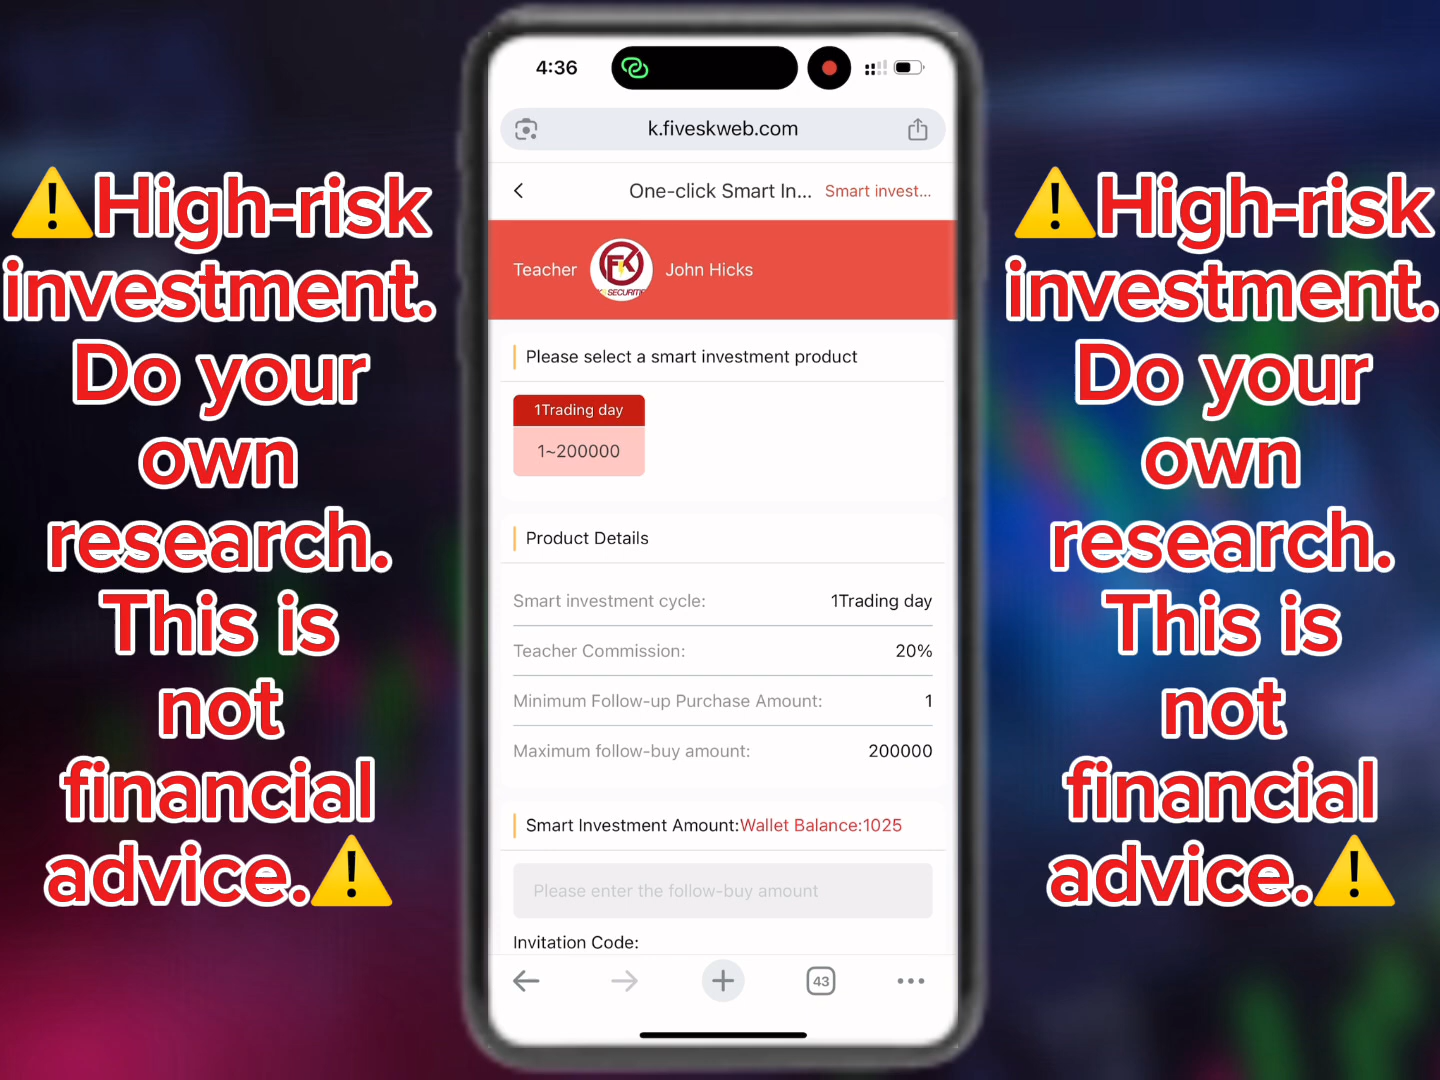 ⚠️High-risk
investment.
Do your
own
research.
This is
not
financial
advice.⚠️
4:36
k.fiveskweb.com
One-click Smart In... Smart invest...
Teacher FK SECURITIE John Hicks
Please select a smart investment product
1Trading day
1~200000
Product Details
Smart investment cycle: 1Trading day
Teacher Commission: 20%
Minimum Follow-up Purchase Amount: 1
Maximum follow-buy amount: 200000
Smart Investment Amount:Wallet Balance:1025
Please enter the follow-buy amount
Invitation Code:
43
⚠️High-risk
investment.
Do your
own
research.
This is
not
financial
advice.⚠️